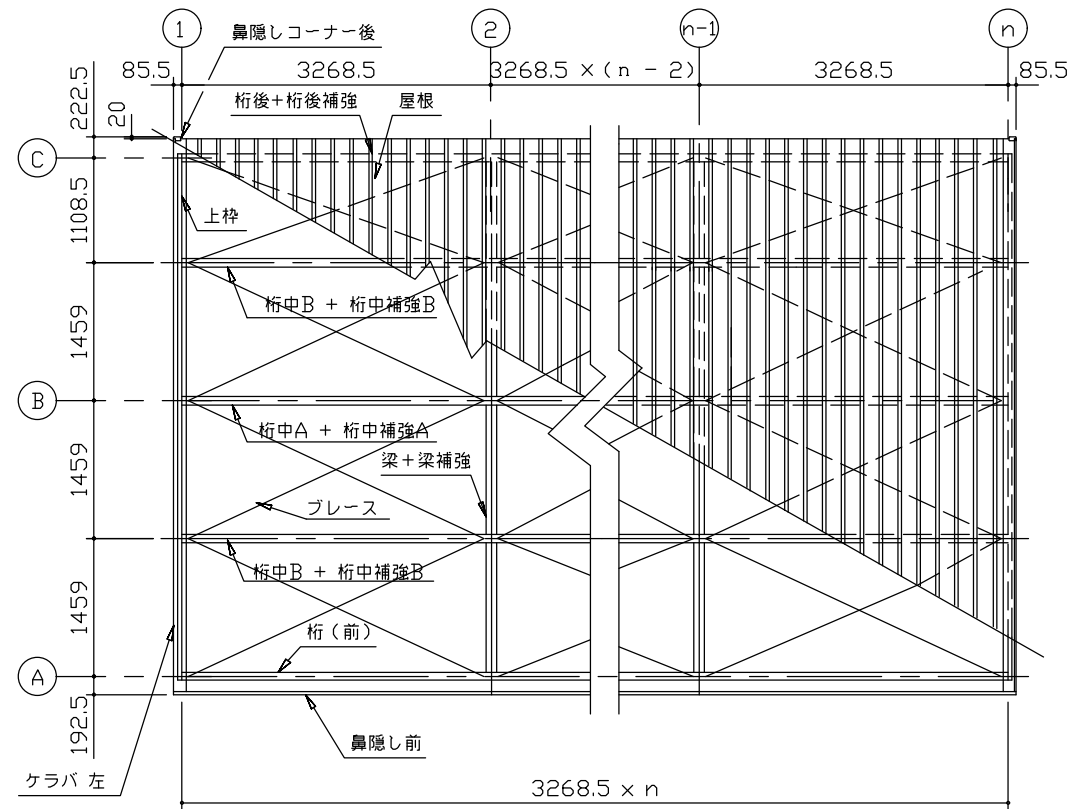 1
2
n-1
n
鼻隠しコーナー後
85.5
3268.5
3268.5 ×(n - 2)
3268.5
85.5
222.5
20
桁後+桁後補強
屋根
C
1108.5
上枠
桁中B + 桁中補強B
1459
B
桁中A + 桁中補強A
梁+梁補強
1459
ブレース
桁中B + 桁中補強B
1459
桁(前)
A
192.5
鼻隠し前
ケラバ 左
3268.5 × n